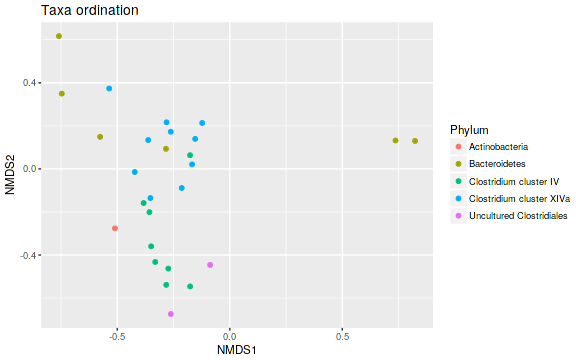 Taxa ordination
NMDS2
0.4
0.0
-0.4
-0.5
0.0
0.5
NMDS1
Phylum
Actinobacteria
Bacteroidetes
Clostridium cluster IV
Clostridium cluster XIVa
Uncultured Clostridiales